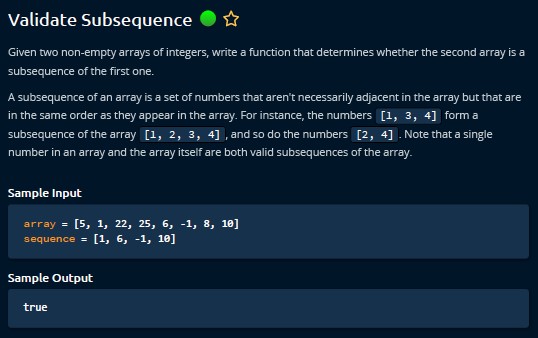 Validate Subsequence
Given two non-empty arrays of integers, write a function that determines whether the second array is a
subsequence of the first one.
A subsequence of an array is a set of numbers that aren't necessarily adjacent in the array but that are
in the same order as they appear in the array. For instance, the numbers [1, 3, 4] form a
subsequence of the array [1, 2, 3, 4], and so do the numbers [2, 4]. Note that a single
number in an array and the array itself are both valid subsequences of the array.
Sample Input
array = [5, 1, 22, 25, 6, -1, 8, 10]
sequence = [1, 6, -1, 10]
Sample Output
true